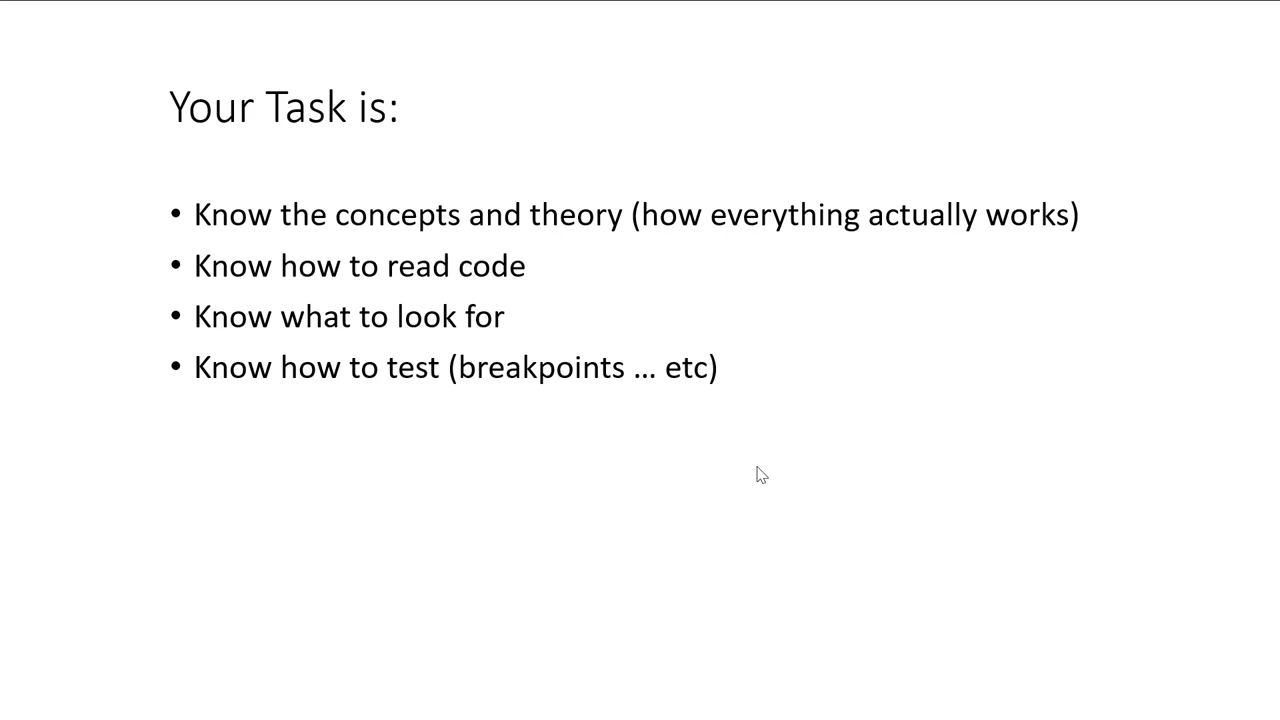 Your Task is:
• Know the concepts and theory (how everything actually works)
• Know how to read code
• Know what to look for
• Know how to test (breakpoints ... etc)